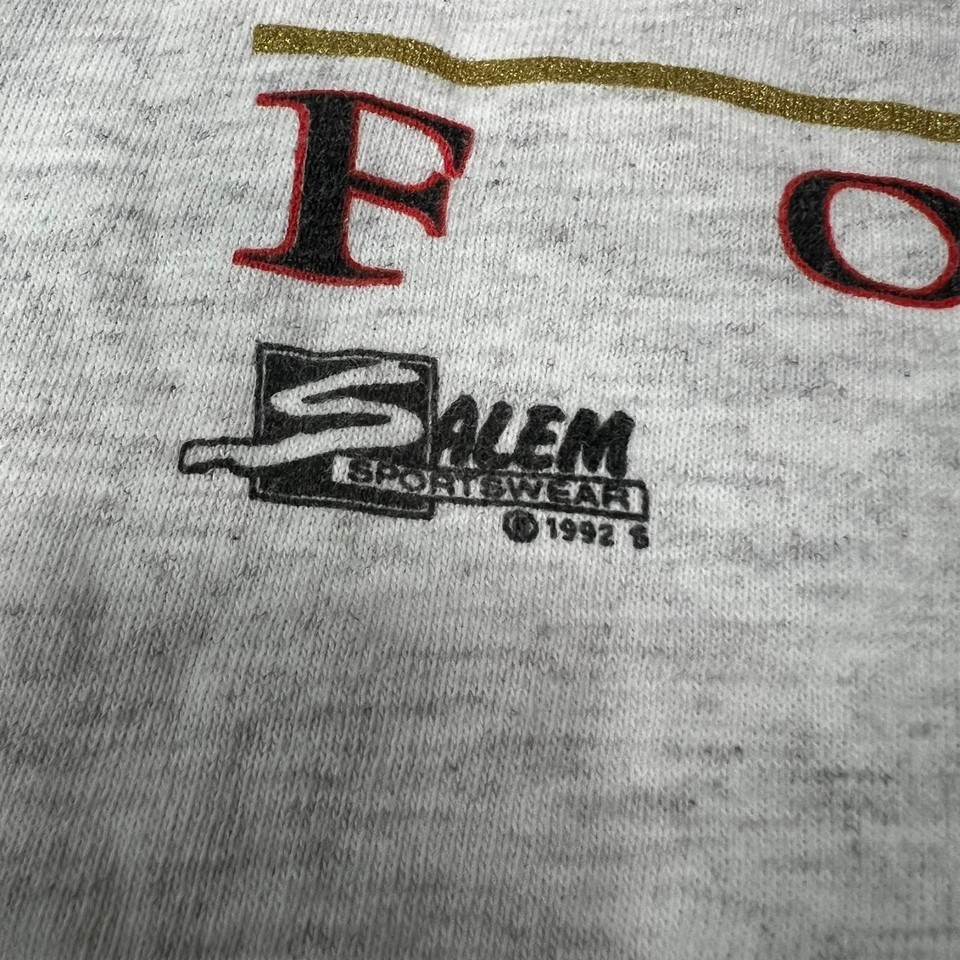 F O
SALEM
SPORTSWEAR
® 1992 S